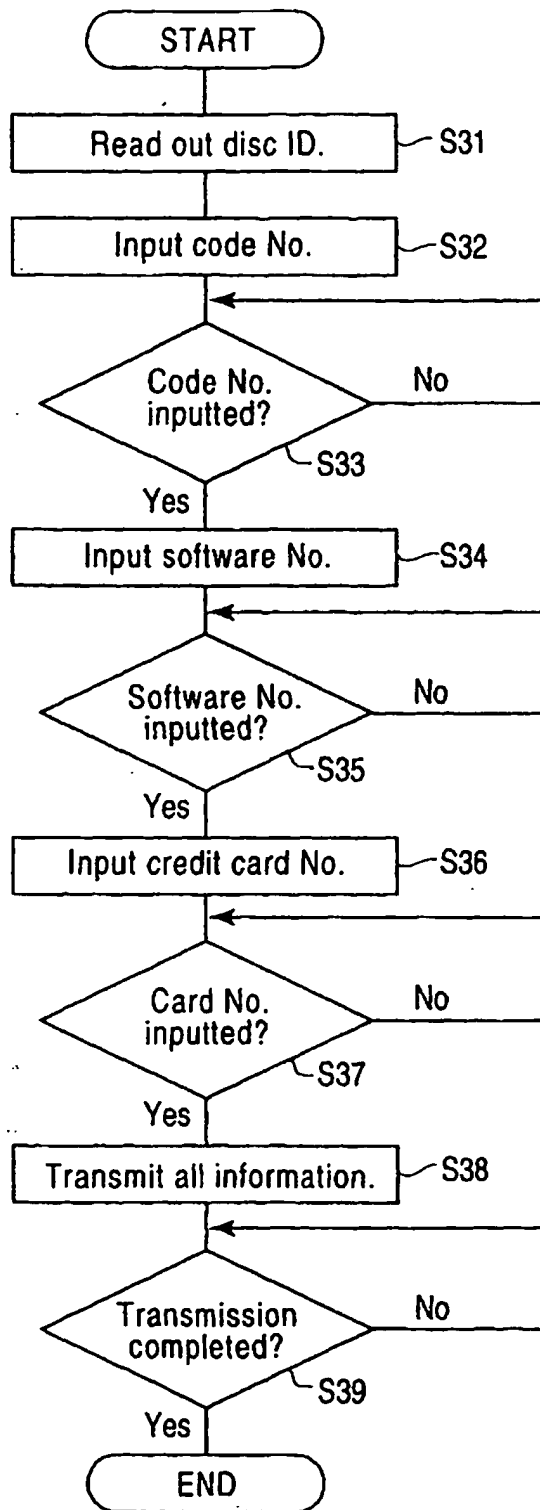 START
Read out disc ID.
S31
Input code No.
S32
Code No.
inputted?
No
S33
Yes
Input software No.
S34
Software No.
inputted?
No
S35
Yes
Input credit card No.
S36
Card No.
inputted?
No
S37
Yes
Transmit all information.
S38
Transmission
completed?
No
S39
Yes
END